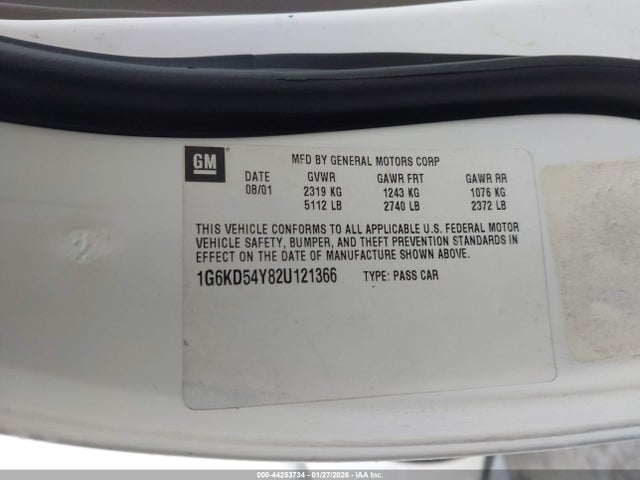 GM
MFD BY GENERAL MOTORS CORP
DATE GVWR GAWR FRT GAWR RR
08/01 2319 KG 1243 KG 1076 KG
5112 LB 2740 LB 2372 LB
THIS VEHICLE CONFORMS TO ALL APPLICABLE U.S. FEDERAL MOTOR
VEHICLE SAFETY, BUMPER, AND THEFT PREVENTION STANDARDS IN
EFFECT ON THE DATE OF MANUFACTURE SHOWN ABOVE.
1G6KD54Y82U121366 TYPE: PASS CAR
000-44253734 - 01/27/2026 - IAA Inc.